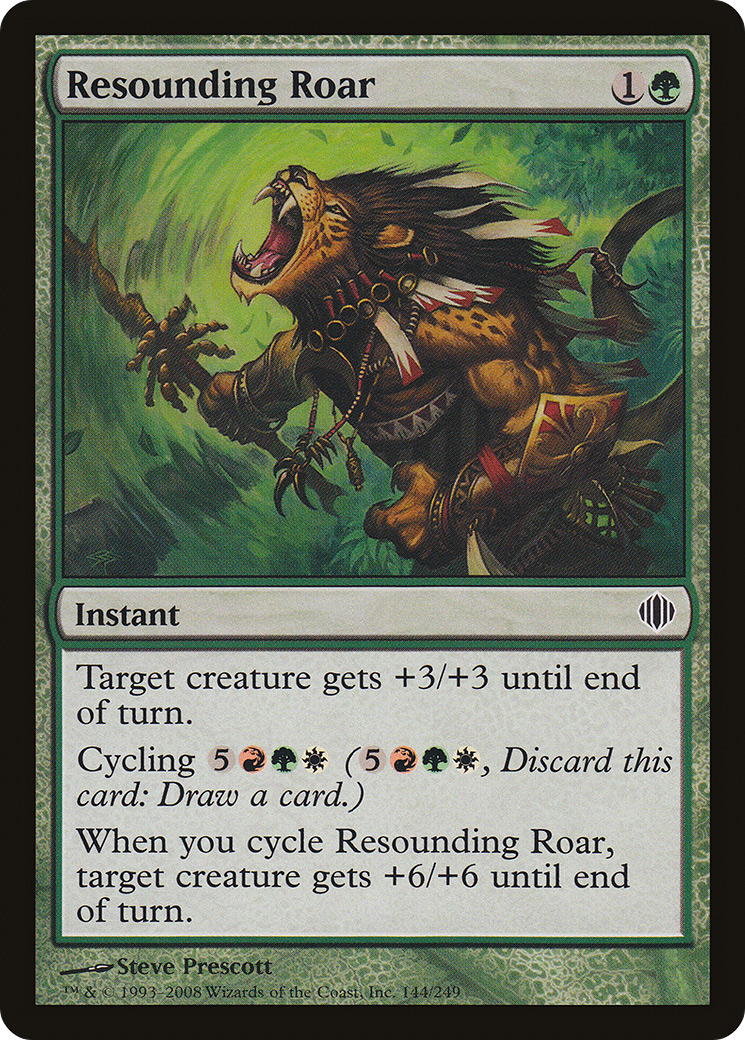 Resounding Roar 1
Instant
Target creature gets +3/+3 until end
of turn.
Cycling 5 (5, Discard this
card: Draw a card.)
When you cycle Resounding Roar,
target creature gets +6/+6 until end
of turn.
Steve Prescott
™ & © 1993–2008 Wizards of the Coast, Inc. 144/249